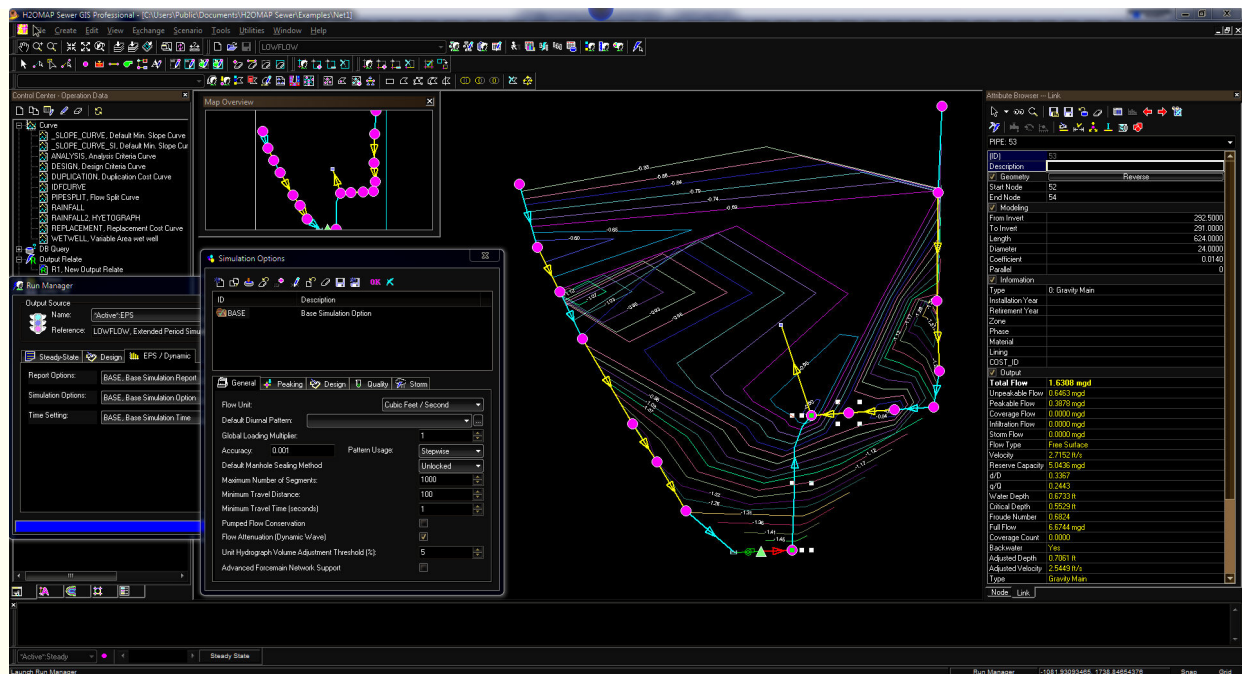 H2OMAP Sewer GIS Professional - [C:\Users\Public\Documents\H2OMAP Sewer\Examples\Net1]
File Create Edit View Exchange Scenario Tools Utilities Window Help
LOWFLOW
Control Center - Operation Data
Curve
_SLOPE_CURVE, Default Min. Slope Curve
_SLOPE_CURVE_SI, Default Min. Slope Cur
ANALYSIS, Analysis Criteria Curve
DESIGN, Design Criteria Curve
DUPLICATION, Duplication Cost Curve
IDFCURVE
PIPESPLIT, Flow Split Curve
RAINFALL
RAINFALL2, HYETOGRAPH
REPLACEMENT, Replacement Cost Curve
WETWELL, Variable Area wet well
DB Query
Output Relate
R1, New Output Relate
Map Overview
Run Manager
Output Source
Name: *Active*:EPS
Reference: LOWFLOW, Extended Period Simu
Steady-State Design EPS / Dynamic
Report Options: BASE, Base Simulation Report
Simulation Options: BASE, Base Simulation Option
Time Setting: BASE, Base Simulation Time
Simulation Options
OK
ID Description
BASE Base Simulation Option
General Peaking Design Quality Storm
Flow Unit: Cubic Feet / Second
Default Diurnal Pattern: ...
Global Loading Multiplier: 1
Accuracy: 0.001 Pattern Usage: Stepwise
Default Manhole Sealing Method Unlocked
Maximum Number of Segments: 1000
Minimum Travel Distance: 100
Minimum Travel Time (seconds) 1
Pumped Flow Conservation
Flow Attenuation (Dynamic Wave)
Unit Hydrograph Volume Adjustment Threshold (%): 5
Advanced Forcemain Network Support
-0.79
-0.74
-0.69
-0.65
-0.60
Attribute Browser -- Link
PIPE: 53
(ID) 53
Description
Geometry Reverse
Start Node 52
End Node 54
Modeling
From Invert 292.5000
To Invert 291.0000
Length 624.0000
Diameter 24.0000
Coefficient 0.0140
Parallel 0
Information
Type 0: Gravity Main
Installation Year
Retirement Year
Zone
Phase
Material
Lining
COST_ID
Output
Total Flow 1.6308 mgd
Unpeakable Flow 0.6463 mgd
Peakable Flow 0.3878 mgd
Coverage Flow 0.0000 mgd
Infiltration Flow 0.0000 mgd
Storm Flow 0.0000 mgd
Flow Type Free Surface
Velocity 2.7152 ft/s
Reserve Capacity 5.0436 mgd
d/D 0.3367
q/Q 0.2443
Water Depth 0.6733 ft
Critical Depth 0.5529 ft
Froude Number 0.6824
Full Flow 6.6744 mgd
Coverage Count 0.0000
Backwater Yes
Adjusted Depth 0.7061 ft
Adjusted Velocity 2.5449 ft/s
Type Gravity Main
Node Link
*Active*:Steady Steady State
Launch Run Manager Run Manager -1081.93093465, 1738.84654376 Snap Grid